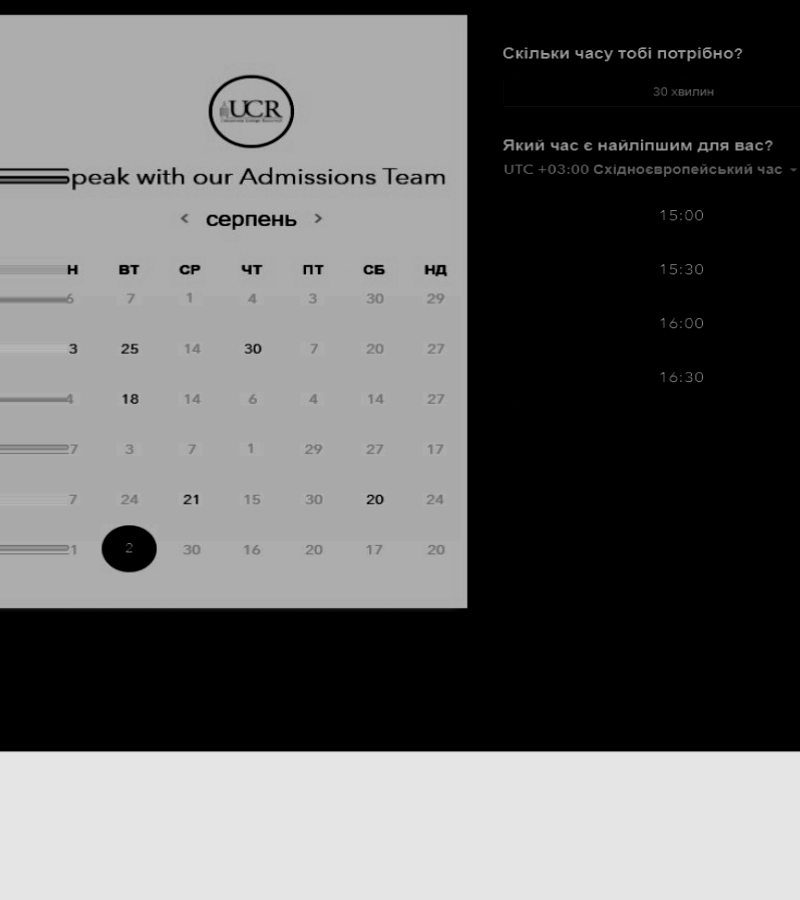 UCR
peak with our Admissions Team
< серпень >
Н ВТ СР ЧТ ПТ СБ НД
6 7 1 4 3 30 29
3 25 14 30 7 20 27
4 18 14 6 4 14 27
7 3 7 1 29 27 17
7 24 21 15 30 20 24
1 2 30 16 20 17 20
Скільки часу тобі потрібно?
30 хвилин
Який час є найліпшим для вас?
UTC +03:00 Східноєвропейський час
15:00
15:30
16:00
16:30